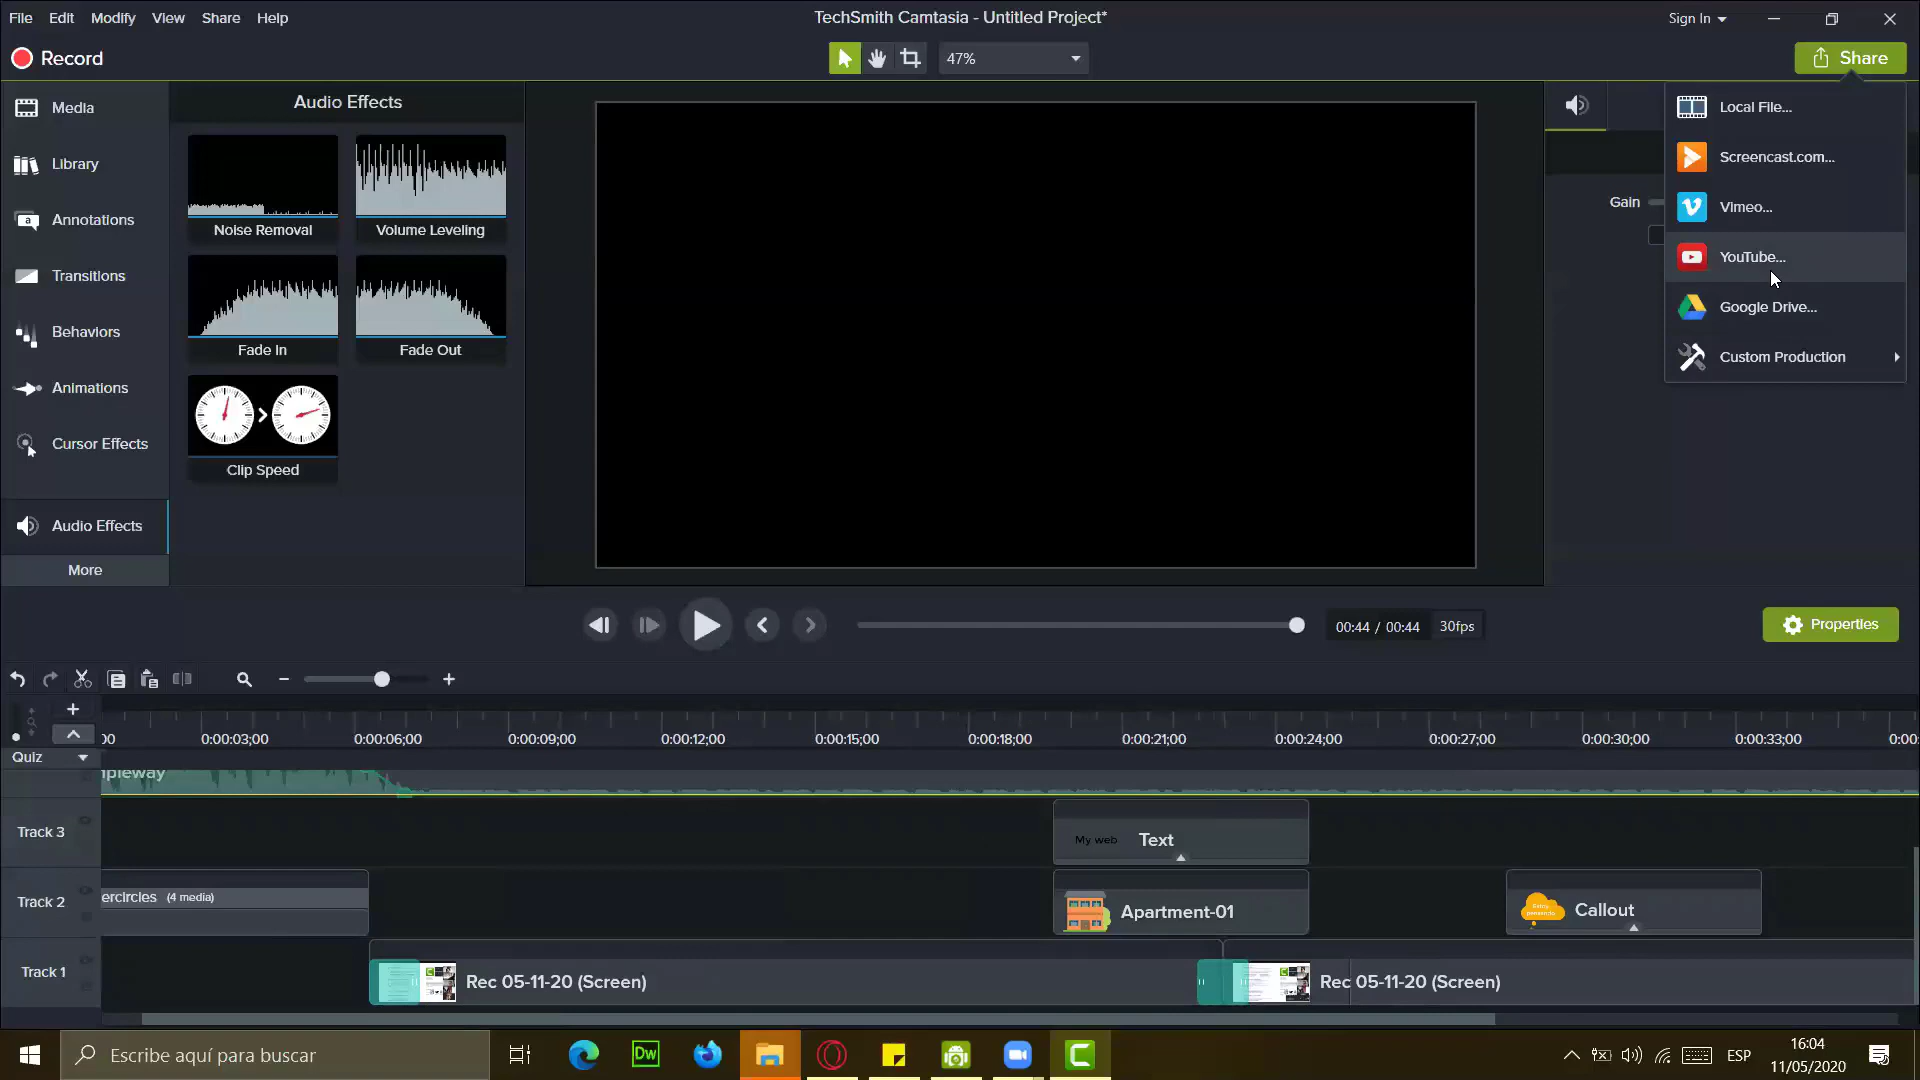 File Edit Modify View Share Help
TechSmith Camtasia - Untitled Project*
Sign In
Record
47%
Share
Media
Library
Annotations
Transitions
Behaviors
Animations
Cursor Effects
Audio Effects
More
Audio Effects
Noise Removal
Volume Leveling
Fade In
Fade Out
Clip Speed
Gain
Local File...
Screencast.com...
Vimeo...
YouTube...
Google Drive...
Custom Production
00:44 / 00:44
30fps
Properties
00 0:00:03;00 0:00:06;00 0:00:09;00 0:00:12;00 0:00:15;00 0:00:18;00 0:00:21;00 0:00:24;00 0:00:27;00 0:00:30;00 0:00:33;00 0:00
Quiz
mpleway
Track 3
My web Text
Track 2
ercircles (4 media)
Apartment-01
Callout
Track 1
Rec 05-11-20 (Screen)
Rec 05-11-20 (Screen)
Escribe aquí para buscar
Dw
ESP
16:04
11/05/2020